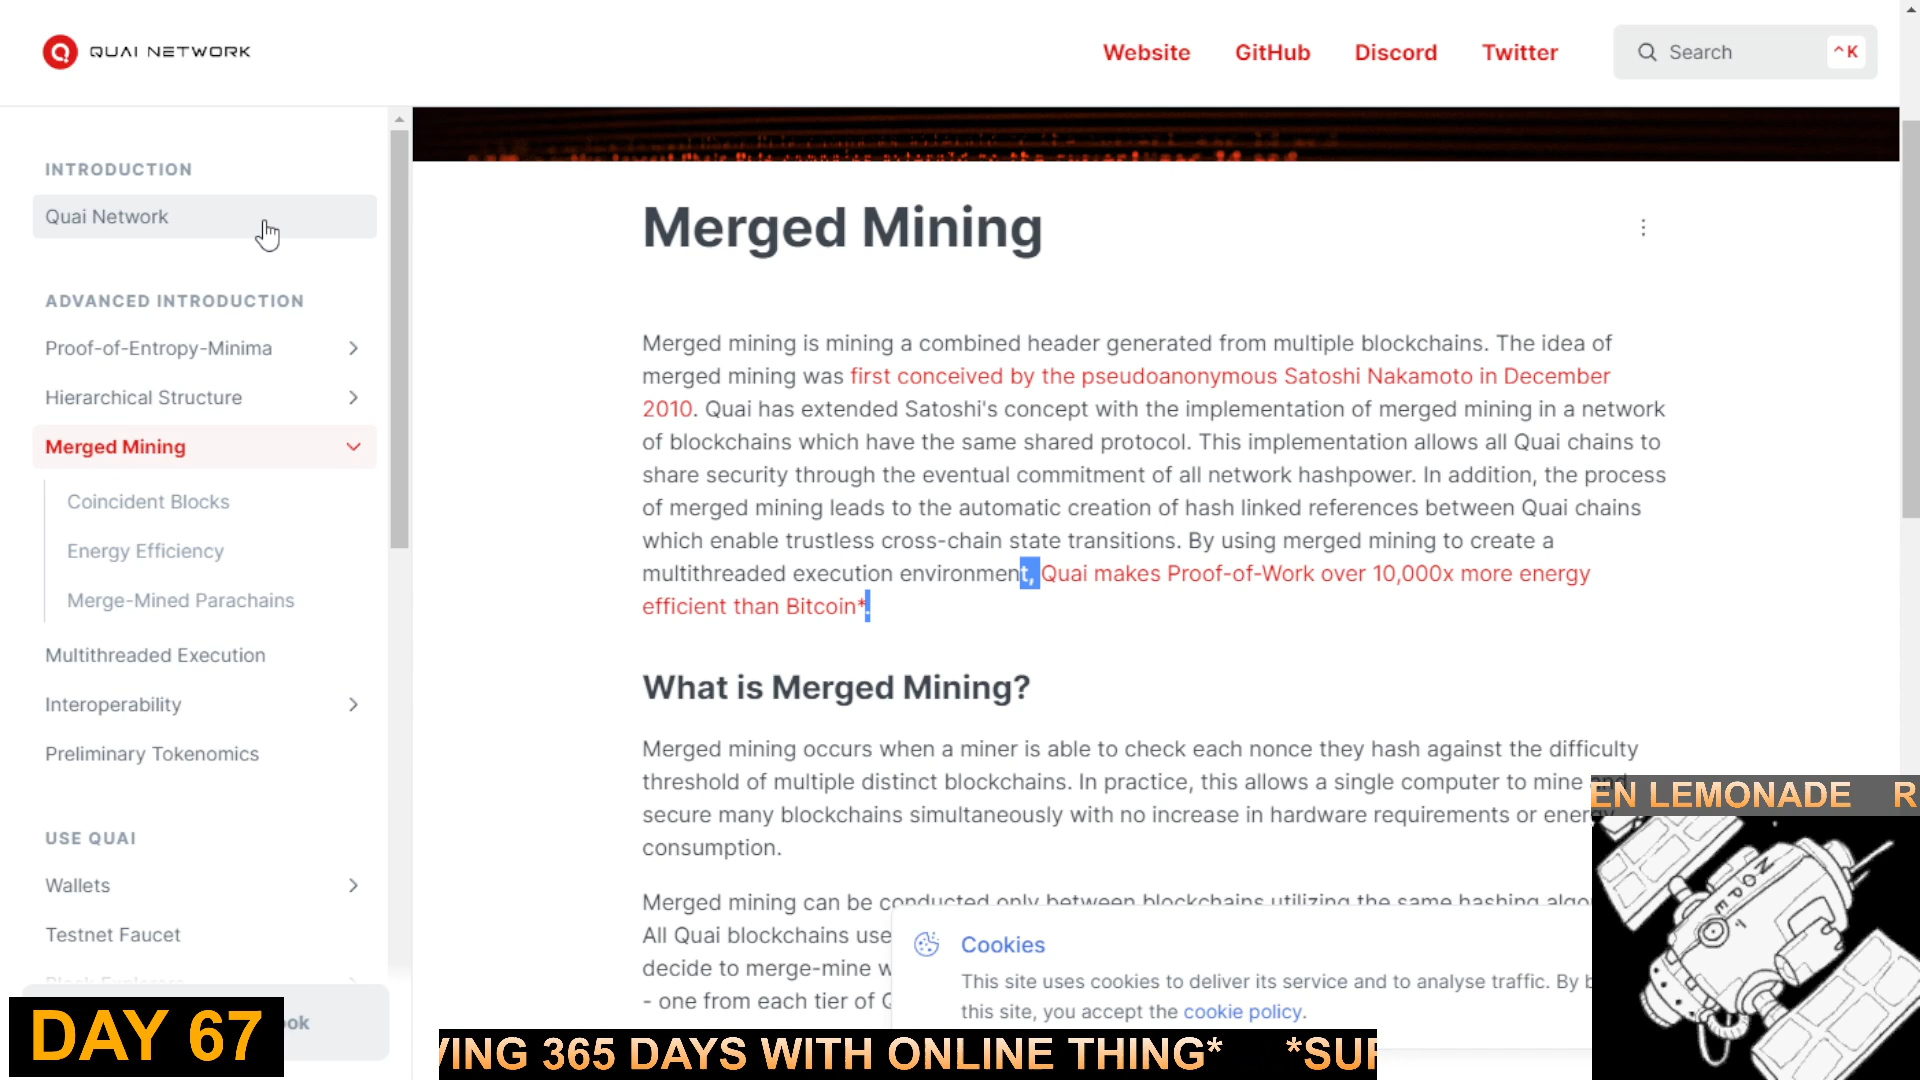 QUAI NETWORK
Website
GitHub
Discord
Twitter
Search
^ K
INTRODUCTION
Quai Network
ADVANCED INTRODUCTION
Proof-of-Entropy-Minima
Hierarchical Structure
Merged Mining
Coincident Blocks
Energy Efficiency
Merge-Mined Parachains
Multithreaded Execution
Interoperability
Preliminary Tokenomics
USE QUAI
Wallets
Testnet Faucet
Merged Mining
Merged mining is mining a combined header generated from multiple blockchains. The idea of
merged mining was first conceived by the pseudoanonymous Satoshi Nakamoto in December
2010. Quai has extended Satoshi's concept with the implementation of merged mining in a network
of blockchains which have the same shared protocol. This implementation allows all Quai chains to
share security through the eventual commitment of all network hashpower. In addition, the process
of merged mining leads to the automatic creation of hash linked references between Quai chains
which enable trustless cross-chain state transitions. By using merged mining to create a
multithreaded execution environment, Quai makes Proof-of-Work over 10,000x more energy
efficient than Bitcoin*.
What is Merged Mining?
Merged mining occurs when a miner is able to check each nonce they hash against the difficulty
threshold of multiple distinct blockchains. In practice, this allows a single computer to mine and
secure many blockchains simultaneously with no increase in hardware requirements or energy
consumption.
Merged mining can be conducted only between blockchains utilizing the same hashing algo
All Quai blockchains use
decide to merge-mine w
- one from each tier of Q
Cookies
This site uses cookies to deliver its service and to analyse traffic. By b
this site, you accept the cookie policy.
EN LEMONADE R
DAY 67
ook
VING 365 DAYS WITH ONLINE THING* *SUR